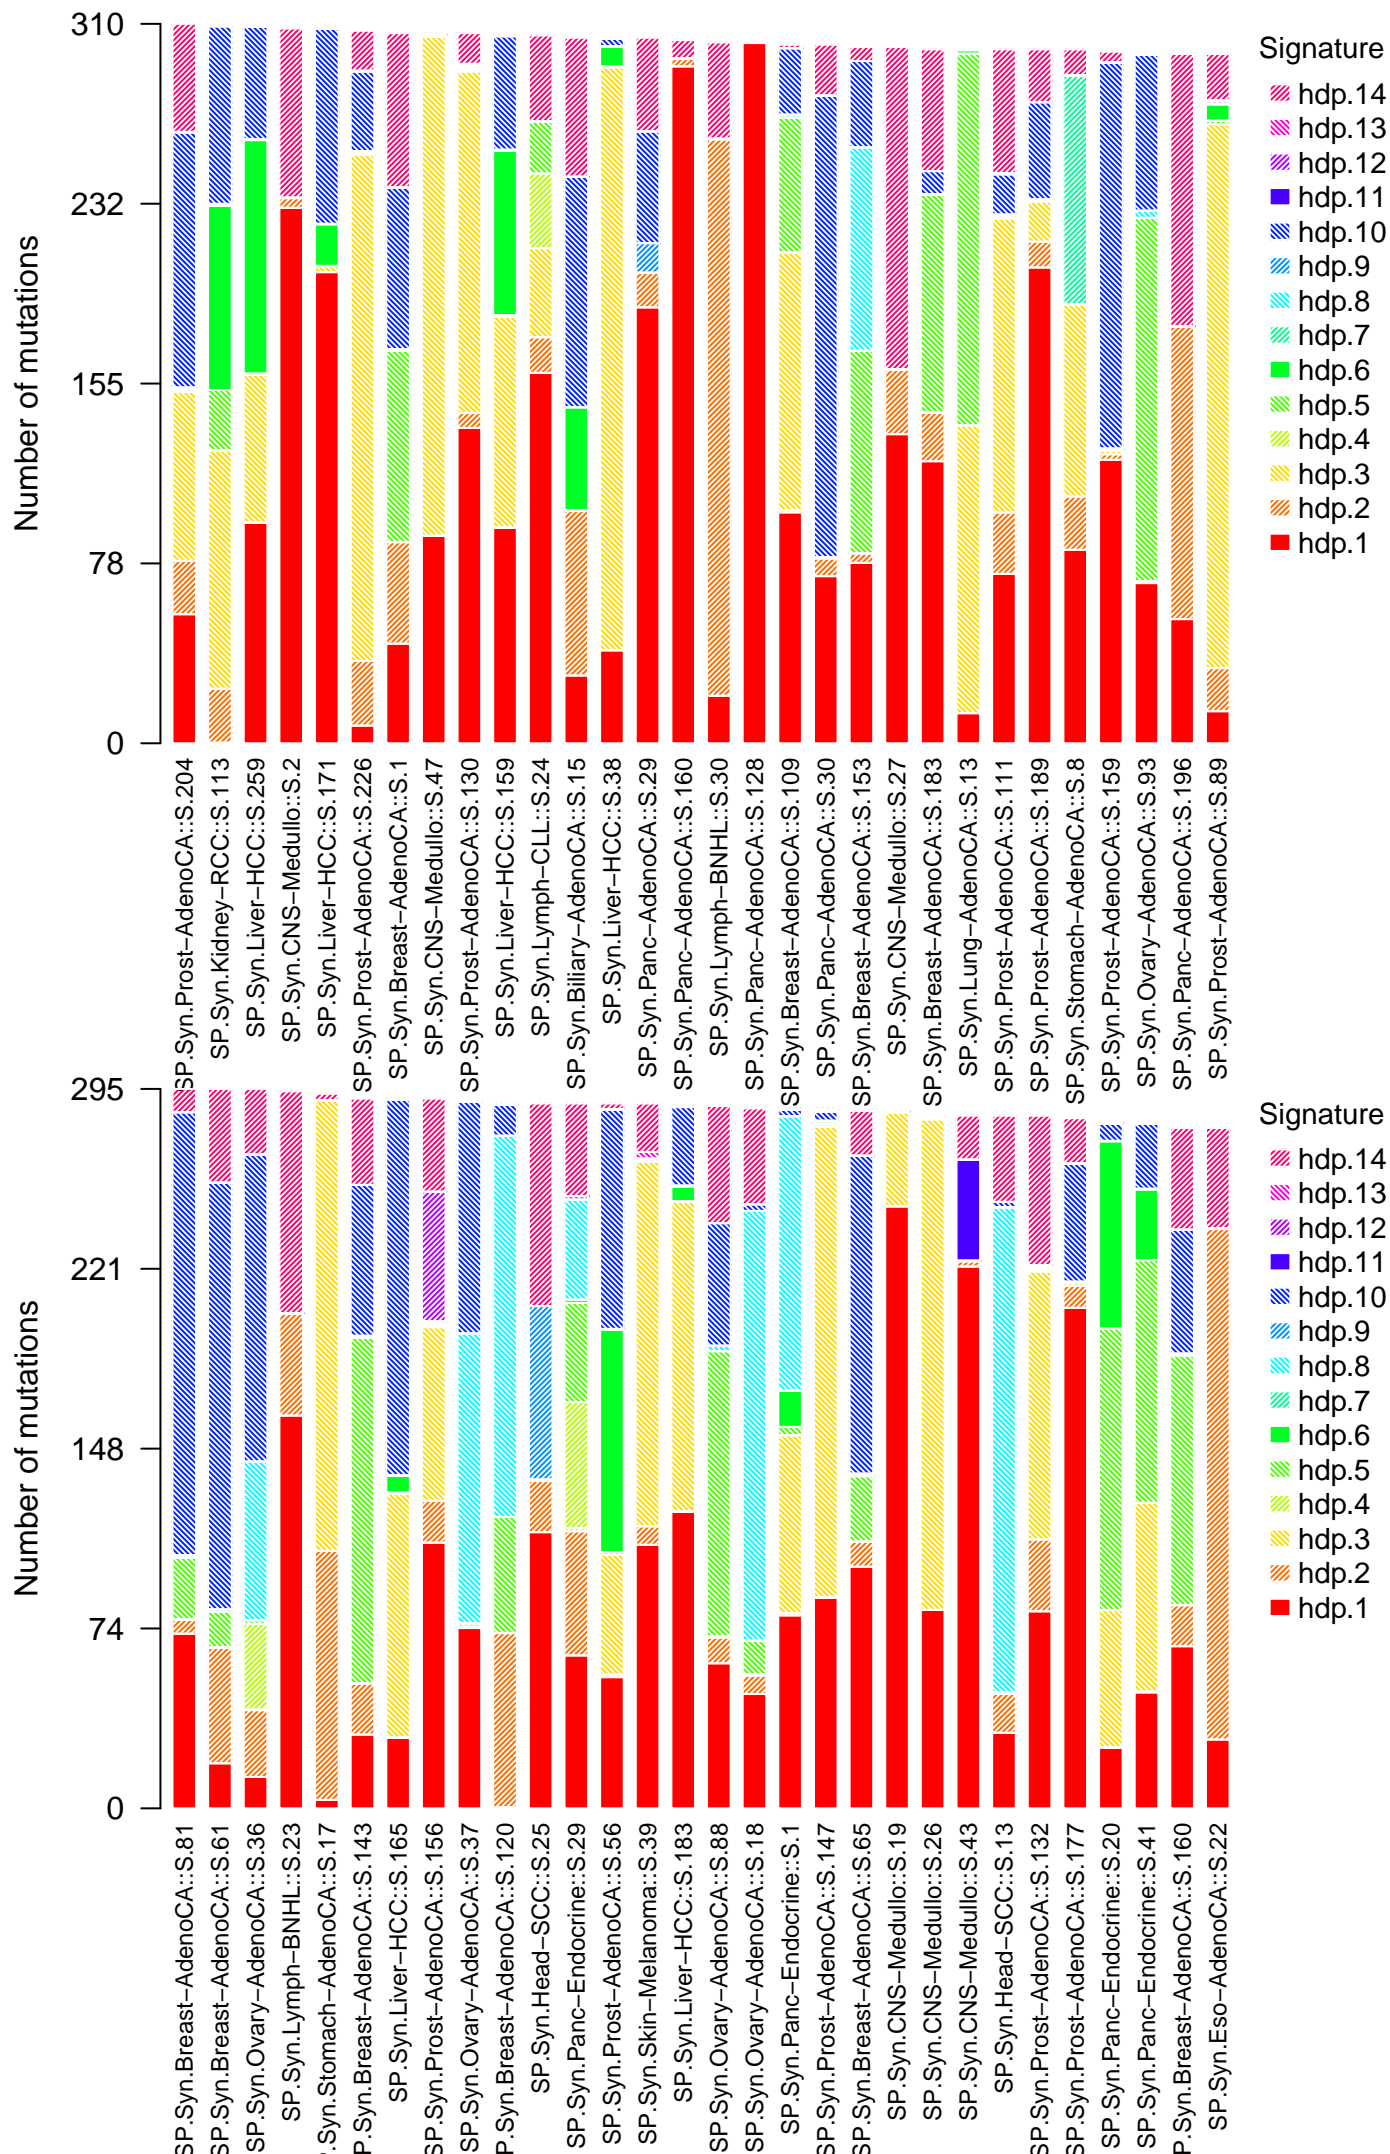 Number of mutations
310
232
155
78
0
SP.Syn.Prost−AdenoCA::S.204
SP.Syn.Kidney−RCC::S.113
SP.Syn.Liver−HCC::S.259
SP.Syn.CNS−Medullo::S.2
SP.Syn.Liver−HCC::S.171
SP.Syn.Prost−AdenoCA::S.226
SP.Syn.Breast−AdenoCA::S.1
SP.Syn.CNS−Medullo::S.47
SP.Syn.Prost−AdenoCA::S.130
SP.Syn.Liver−HCC::S.159
SP.Syn.Lymph−CLL::S.24
SP.Syn.Biliary−AdenoCA::S.15
SP.Syn.Liver−HCC::S.38
SP.Syn.Panc−AdenoCA::S.29
SP.Syn.Panc−AdenoCA::S.160
SP.Syn.Lymph−BNHL::S.30
SP.Syn.Panc−AdenoCA::S.128
SP.Syn.Breast−AdenoCA::S.109
SP.Syn.Panc−AdenoCA::S.30
SP.Syn.Breast−AdenoCA::S.153
SP.Syn.CNS−Medullo::S.27
SP.Syn.Breast−AdenoCA::S.183
SP.Syn.Lung−AdenoCA::S.13
SP.Syn.Prost−AdenoCA::S.111
SP.Syn.Prost−AdenoCA::S.189
SP.Syn.Stomach−AdenoCA::S.8
SP.Syn.Prost−AdenoCA::S.159
SP.Syn.Ovary−AdenoCA::S.93
SP.Syn.Panc−AdenoCA::S.196
SP.Syn.Prost−AdenoCA::S.89
Signature
hdp.14
hdp.13
hdp.12
hdp.11
hdp.10
hdp.9
hdp.8
hdp.7
hdp.6
hdp.5
hdp.4
hdp.3
hdp.2
hdp.1
Number of mutations
295
221
148
74
0
SP.Syn.Breast−AdenoCA::S.81
SP.Syn.Breast−AdenoCA::S.61
SP.Syn.Ovary−AdenoCA::S.36
SP.Syn.Lymph−BNHL::S.23
P.Syn.Stomach−AdenoCA::S.17
P.Syn.Breast−AdenoCA::S.143
SP.Syn.Liver−HCC::S.165
SP.Syn.Prost−AdenoCA::S.156
SP.Syn.Ovary−AdenoCA::S.37
SP.Syn.Breast−AdenoCA::S.120
SP.Syn.Head−SCC::S.25
SP.Syn.Panc−Endocrine::S.29
SP.Syn.Prost−AdenoCA::S.56
SP.Syn.Skin−Melanoma::S.39
SP.Syn.Liver−HCC::S.183
SP.Syn.Ovary−AdenoCA::S.88
SP.Syn.Ovary−AdenoCA::S.18
SP.Syn.Panc−Endocrine::S.1
SP.Syn.Prost−AdenoCA::S.147
SP.Syn.Breast−AdenoCA::S.65
SP.Syn.CNS−Medullo::S.19
SP.Syn.CNS−Medullo::S.26
SP.Syn.CNS−Medullo::S.43
SP.Syn.Head−SCC::S.13
SP.Syn.Prost−AdenoCA::S.132
SP.Syn.Prost−AdenoCA::S.177
SP.Syn.Panc−Endocrine::S.20
SP.Syn.Panc−Endocrine::S.41
SP.Syn.Breast−AdenoCA::S.160
SP.Syn.Eso−AdenoCA::S.22
Signature
hdp.14
hdp.13
hdp.12
hdp.11
hdp.10
hdp.9
hdp.8
hdp.7
hdp.6
hdp.5
hdp.4
hdp.3
hdp.2
hdp.1